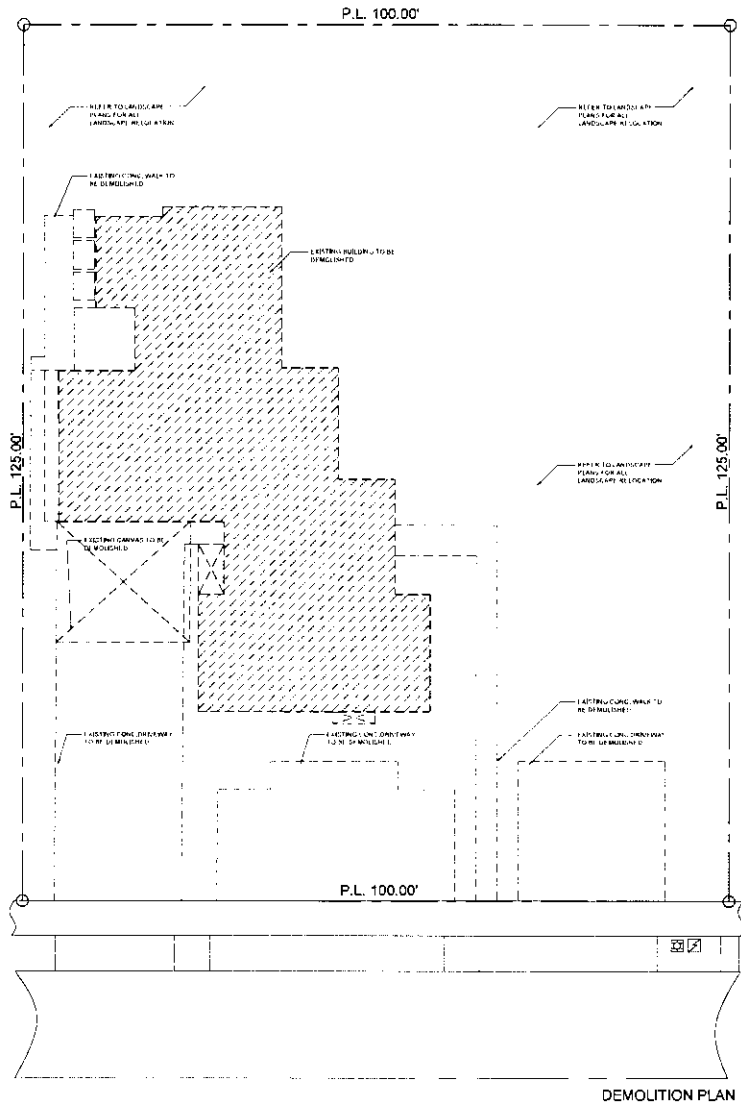 P.L. 100.00'
REFER TO LANDSCAPE
PLANS FOR ALL
LANDSCAPE RELOCATION
REFER TO LANDSCAPE
PLANS FOR ALL
LANDSCAPE RELOCATION
EXISTING CONC. WALK TO
BE DEMOLISHED
EXISTING BUILDING TO BE
DEMOLISHED
P.L. 125.00'
REFER TO LANDSCAPE
PLANS FOR ALL
LANDSCAPE RELOCATION
P.L. 125.00'
EXISTING CANVAS TO BE
DEMOLISHED
EXISTING CONC. WALK TO
BE DEMOLISHED
EXISTING CONC. DRIVEWAY
TO BE DEMOLISHED
EXISTING CONC. DRIVEWAY
TO BE DEMOLISHED
EXISTING CONC. DRIVEWAY
TO BE DEMOLISHED
P.L. 100.00'
DEMOLITION PLAN